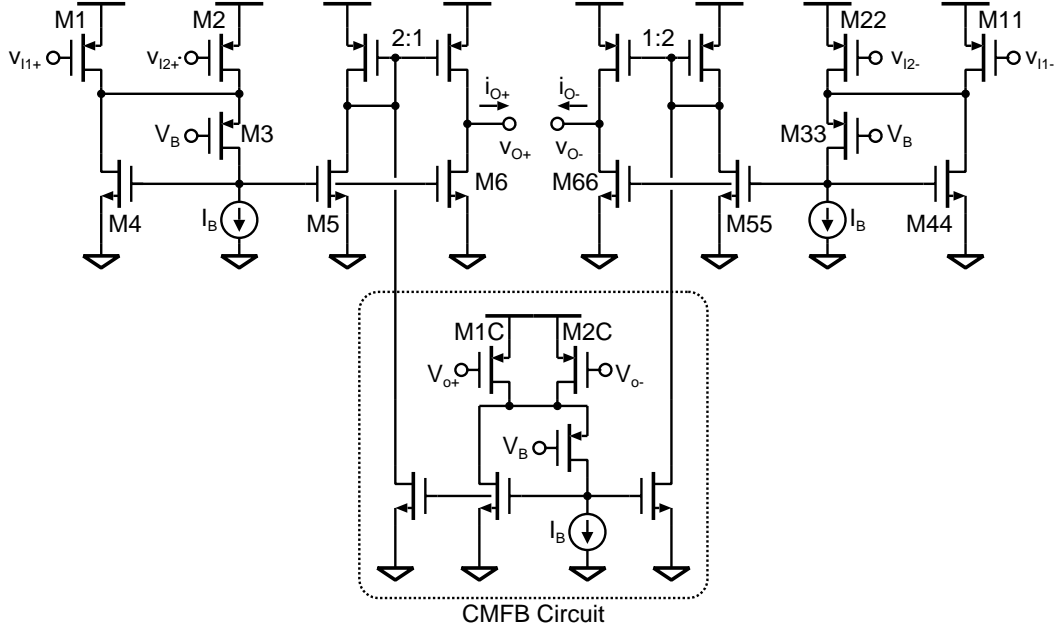 M1 M2 2:1 1:2 M22 M11
vI1+ vI2+ iO+ iO- vI2- vI1-
VB M3 vO+ vO- M33 VB
M4 IB M5 M6 M66 M55 IB M44
M1C M2C
Vo+ Vo-
VB
IB
CMFB Circuit